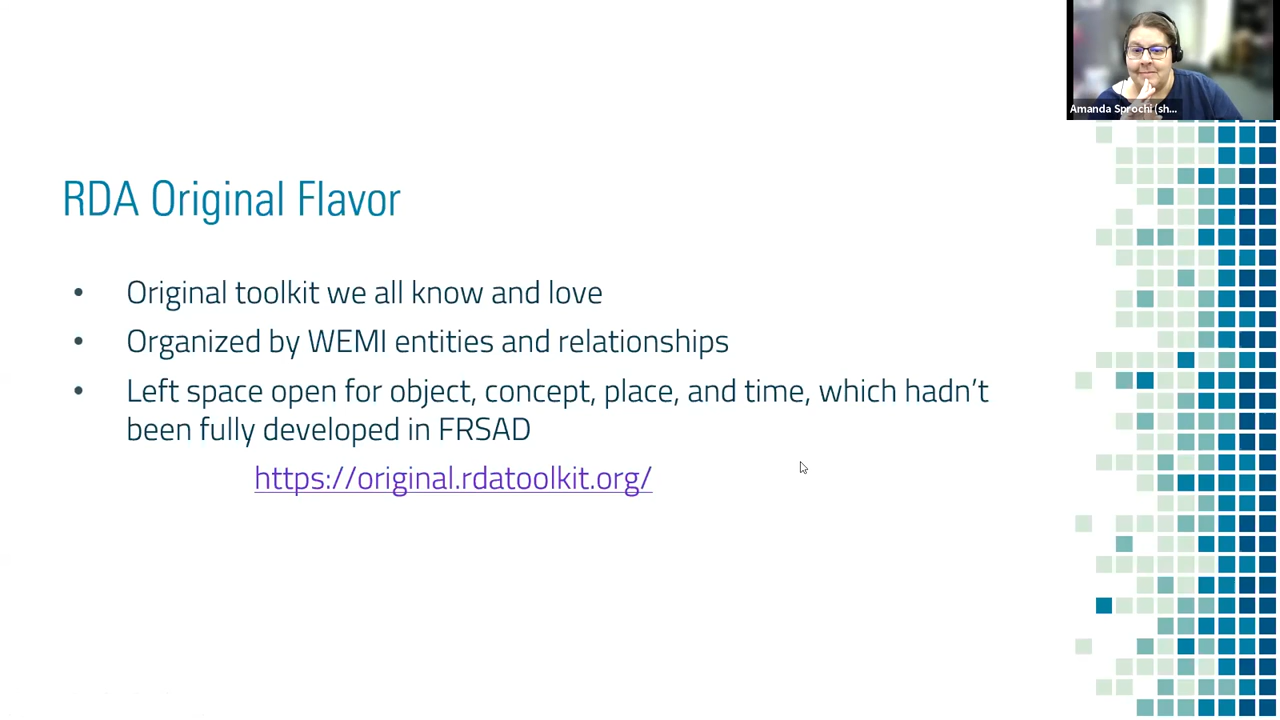 Amanda Sprochi (sh...
RDA Original Flavor
• Original toolkit we all know and love
• Organized by WEMI entities and relationships
• Left space open for object, concept, place, and time, which hadn’t
been fully developed in FRSAD
https://original.rdatoolkit.org/